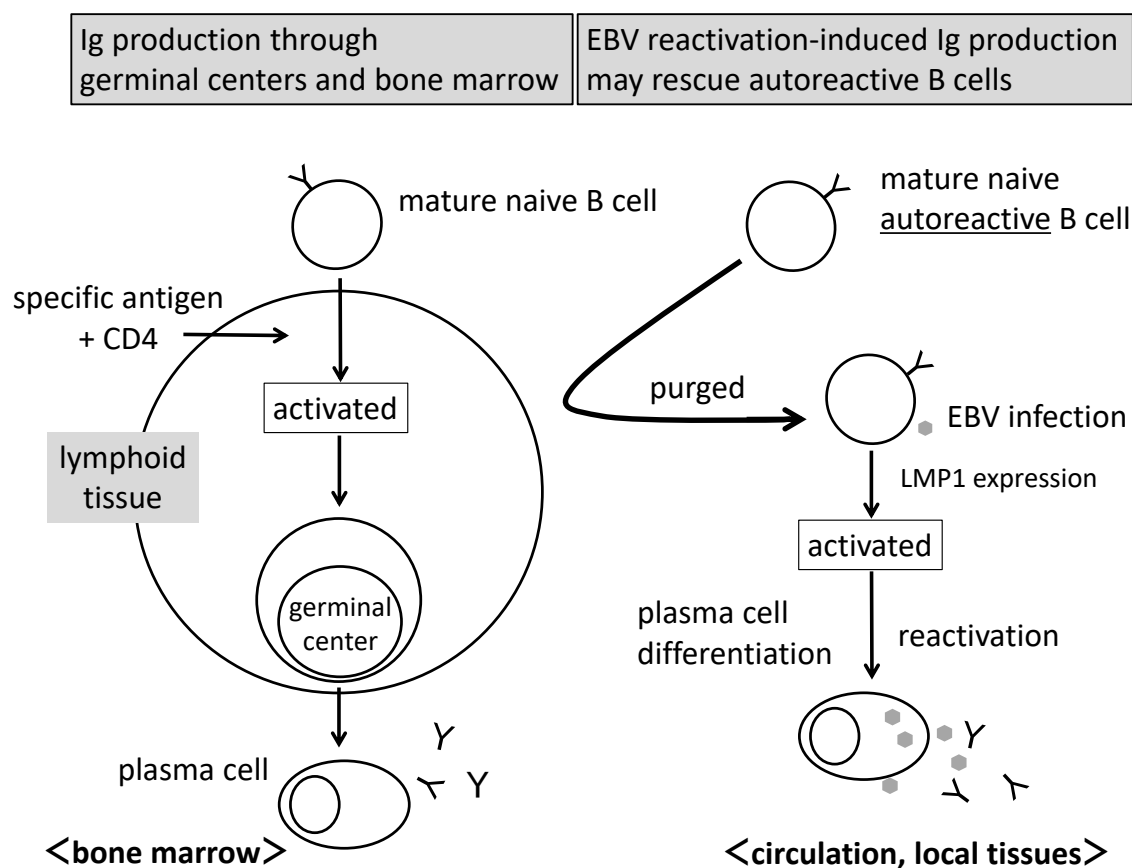 Ig production through
germinal centers and bone marrow
EBV reactivation-induced Ig production
may rescue autoreactive B cells
mature naive B cell
specific antigen
+ CD4
activated
lymphoid
tissue
germinal
center
plasma cell
<bone marrow>
mature naive
autoreactive B cell
purged
EBV infection
LMP1 expression
activated
plasma cell
differentiation
reactivation
<circulation, local tissues>